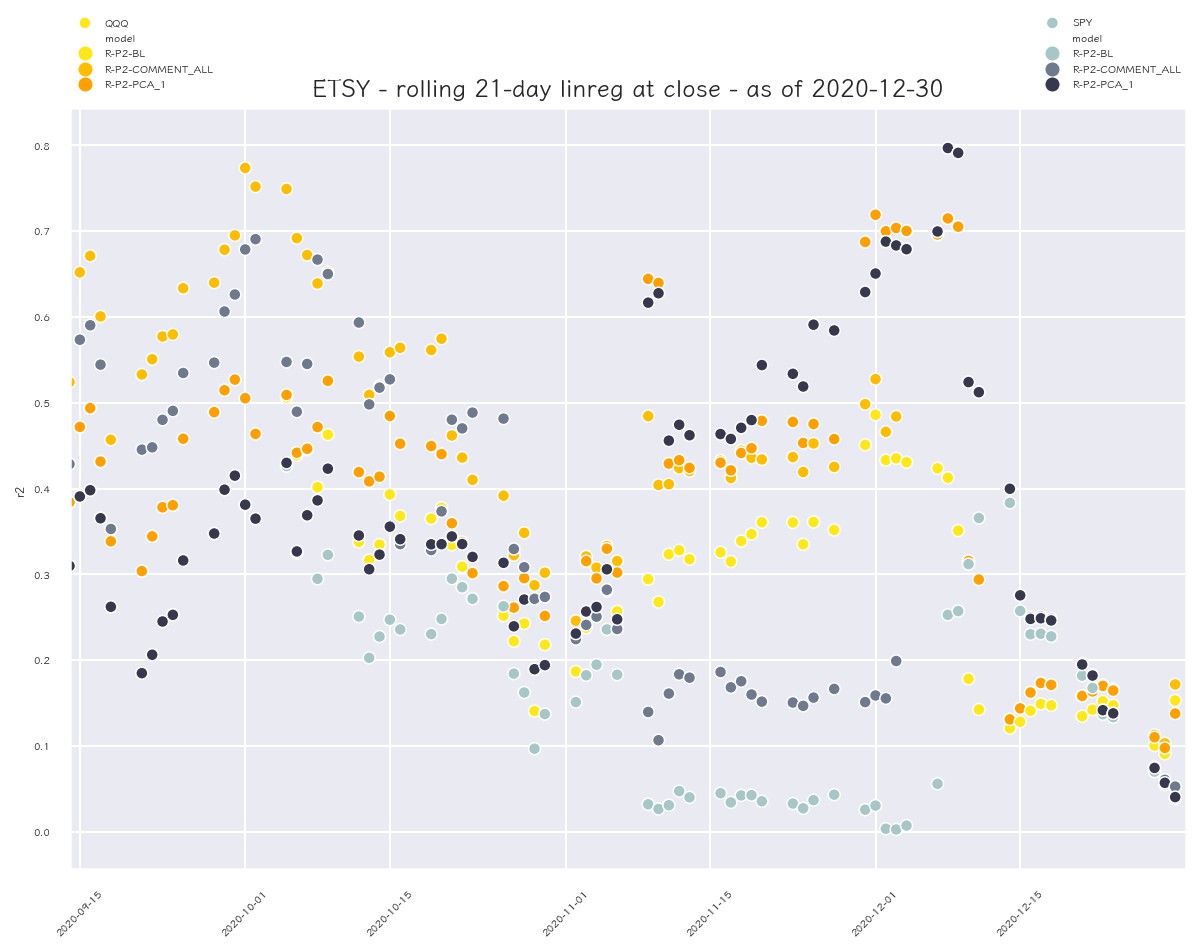 QQQ
model
R-P2-BL
R-P2-COMMENT_ALL
R-P2-PCA_1
SPY
model
R-P2-BL
R-P2-COMMENT_ALL
R-P2-PCA_1
ETSY - rolling 21-day linreg at close - as of 2020-12-30
r2
0.8
0.7
0.6
0.5
0.4
0.3
0.2
0.1
0.0
2020-09-15
2020-10-01
2020-10-15
2020-11-01
2020-11-15
2020-12-01
2020-12-15